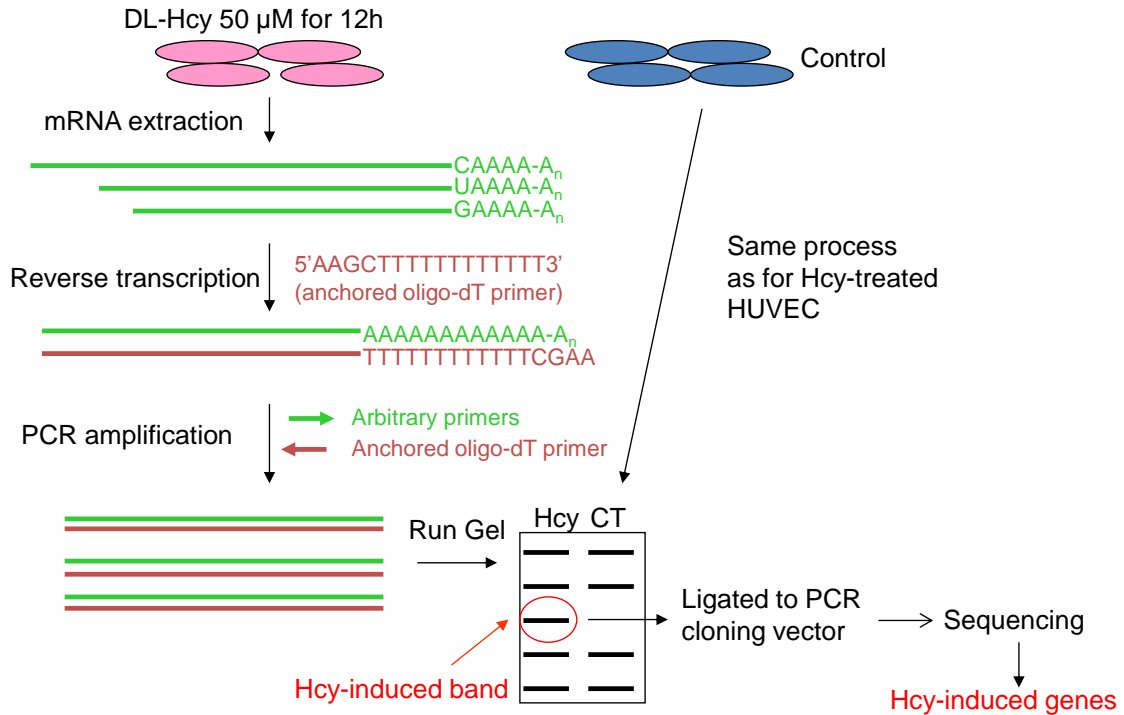 DL-Hcy 50 µM for 12h
Control
mRNA extraction
CAAAA-An
UAAAA-An
GAAAA-An
Reverse transcription
5'AAGCTTTTTTTTTTTT3'
(anchored oligo-dT primer)
Same process
as for Hcy-treated
HUVEC
AAAAAAAAAAAA-An
TTTTTTTTTTTTCGAA
PCR amplification
Arbitrary primers
Anchored oligo-dT primer
Hcy CT
Run Gel
Ligated to PCR
cloning vector
Sequencing
Hcy-induced band
Hcy-induced genes